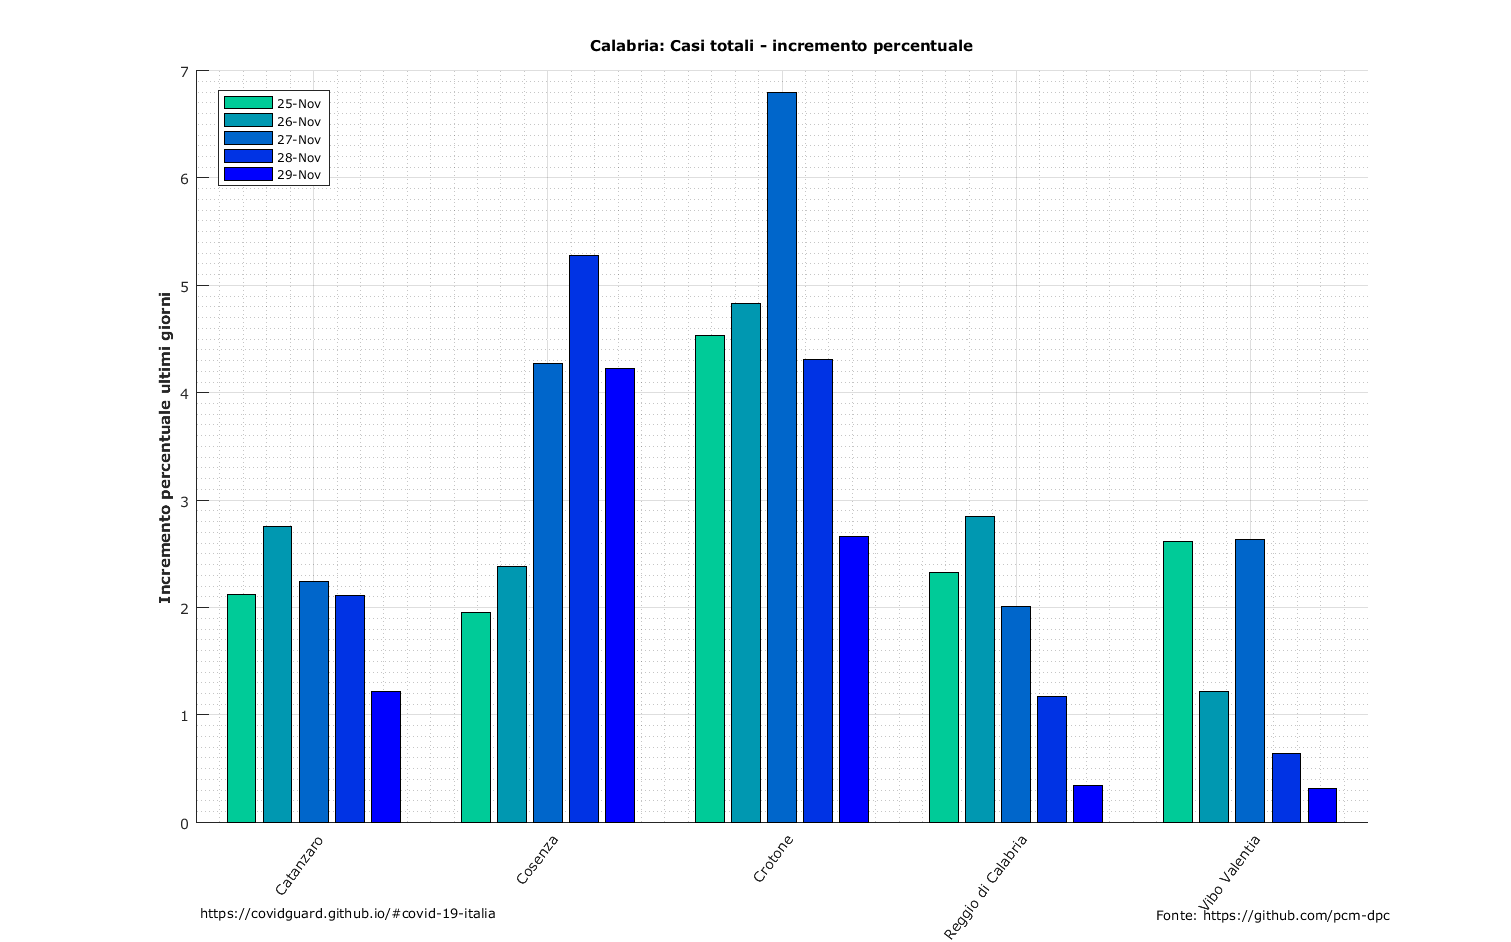 Calabria: Casi totali - incremento percentuale
Incremento percentuale ultimi giorni
7
6
5
4
3
2
1
0
25-Nov
26-Nov
27-Nov
28-Nov
29-Nov
Catanzaro
Cosenza
Crotone
Reggio di Calabria
Vibo Valentia
https://covidguard.github.io/#covid-19-italia
Fonte: https://github.com/pcm-dpc